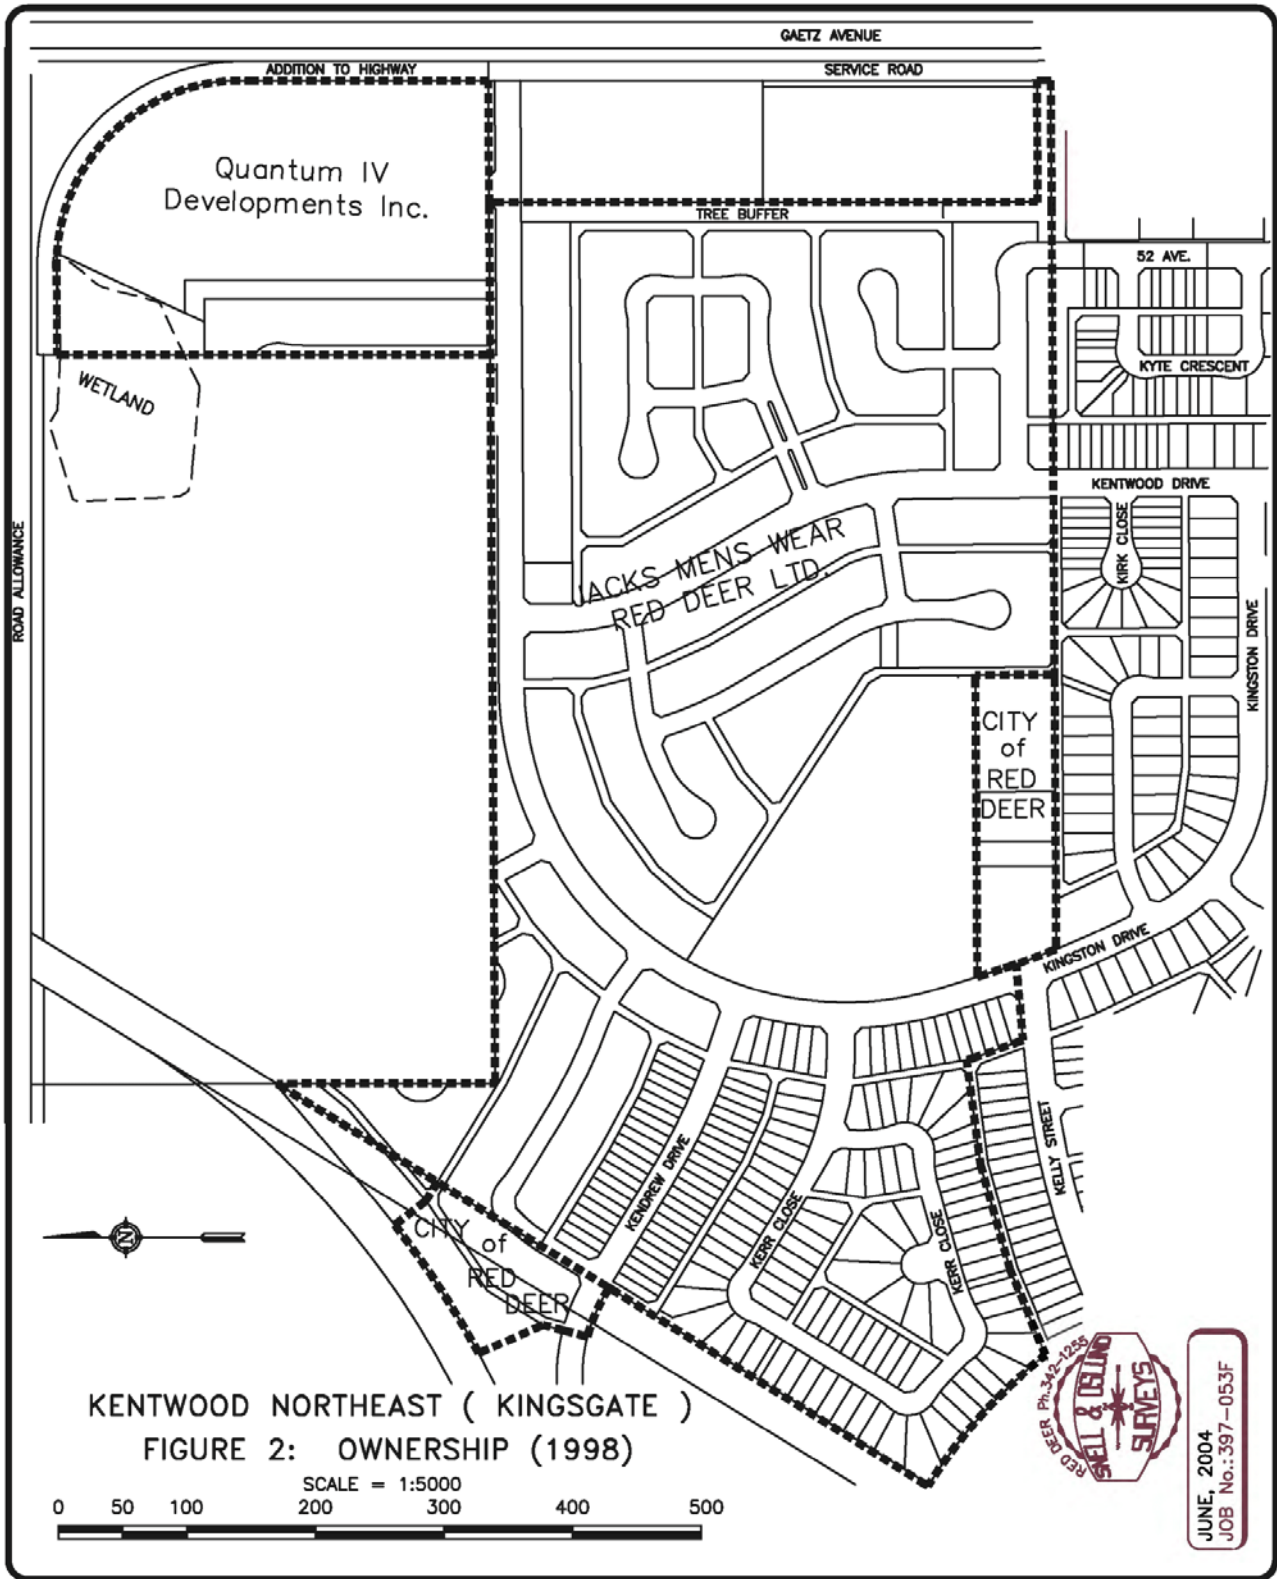 GAETZ AVENUE
ADDITION TO HIGHWAY
SERVICE ROAD
Quantum IV
Developments Inc.
TREE BUFFER
52 AVE.
KYTE CRESCENT
WETLAND
KENTWOOD DRIVE
KIRK CLOSE
ROAD ALLOWANCE
JACKS MENS WEAR
RED DEER LTD.
KINGSTON DRIVE
CITY
of
RED
DEER
KINGSTON DRIVE
KELLY STREET
KENDREW DRIVE
KERR CLOSE
KERR CLOSE
CITY
of
RED
DEER
N
KENTWOOD NORTHEAST ( KINGSGATE )
FIGURE 2: OWNERSHIP (1998)
SCALE = 1:5000
0 50 100 200 300 400 500
RED DEER Ph.342-1255
SNELL & OSLUND
SURVEYS
JUNE, 2004
JOB No.:397-053F